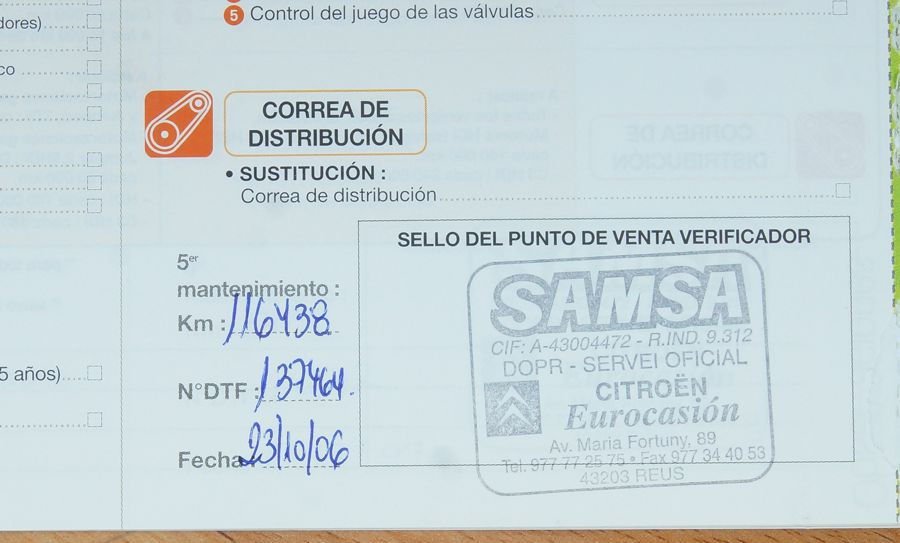 5 Control del juego de las válvulas
dores)
co
CORREA DE
DISTRIBUCIÓN
• SUSTITUCIÓN :
Correa de distribución
5 años)
5er
mantenimiento :
Km : 116438
N°DTF : 137464.
Fecha 23/10/06
SELLO DEL PUNTO DE VENTA VERIFICADOR
SAMSA
CIF: A-43004472 - R.IND. 9.312
DOPR - SERVEI OFICIAL
CITROËN
Eurocasión
Av. Maria Fortuny, 89
Tel. 977 77 25 75 • Fax 977 34 40 53
43203 REUS